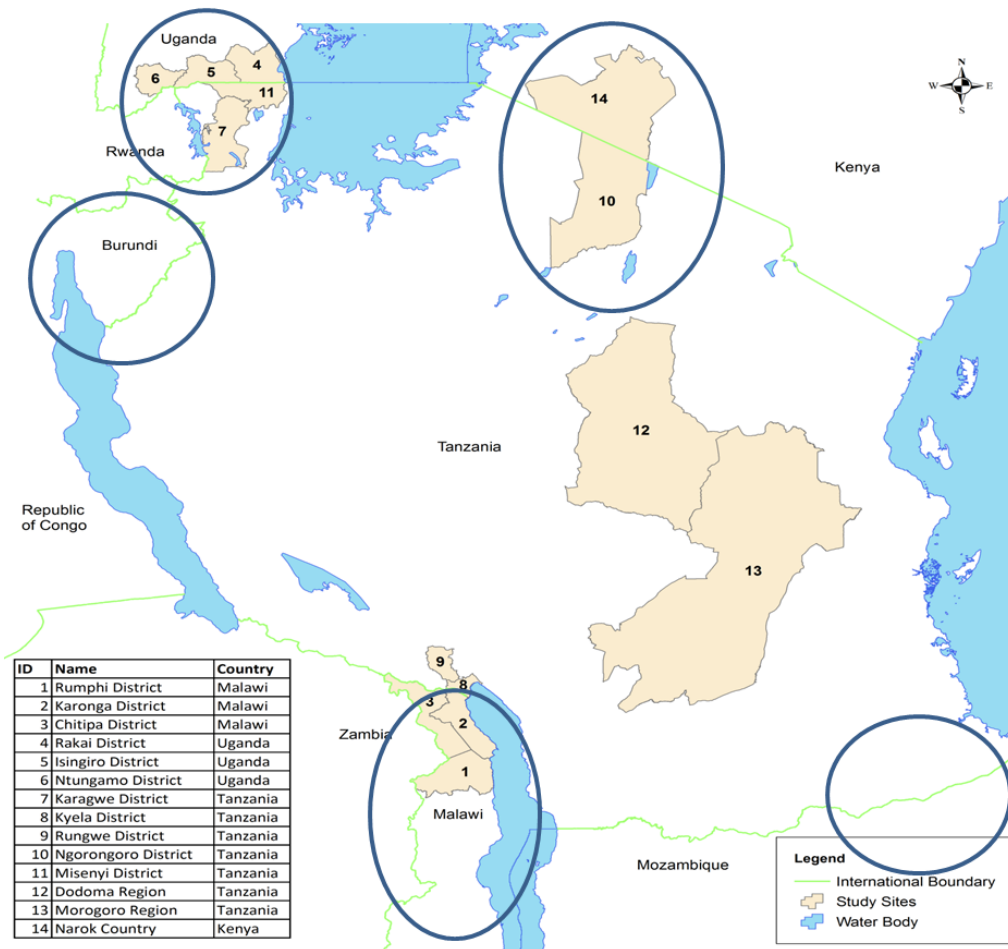 Uganda
4
5
6
11
7
Rwanda
Burundi
14
10
N
W E
S
Kenya
12
Tanzania
13
Republic
of Congo
9
8
3
2
Zambia
1
Malawi
Mozambique
ID Name Country
1 Rumphi District Malawi
2 Karonga District Malawi
3 Chitipa District Malawi
4 Rakai District Uganda
5 Isingiro District Uganda
6 Ntungamo District Uganda
7 Karagwe District Tanzania
8 Kyela District Tanzania
9 Rungwe District Tanzania
10 Ngorongoro District Tanzania
11 Misenyi District Tanzania
12 Dodoma Region Tanzania
13 Morogoro Region Tanzania
14 Narok Country Kenya
Legend
International Boundary
Study Sites
Water Body